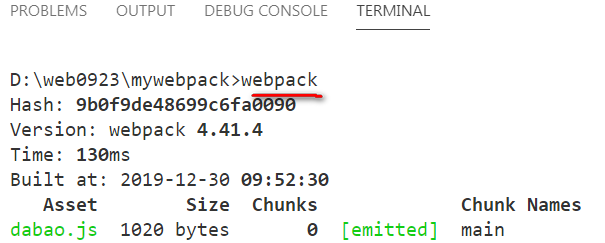 PROBLEMS OUTPUT DEBUG CONSOLE TERMINAL
D:\web0923\mywebpack>webpack
Hash: 9b0f9de48699c6fa0090
Version: webpack 4.41.4
Time: 130ms
Built at: 2019-12-30 09:52:30
Asset Size Chunks Chunk Names
dabao.js 1020 bytes 0 [emitted] main